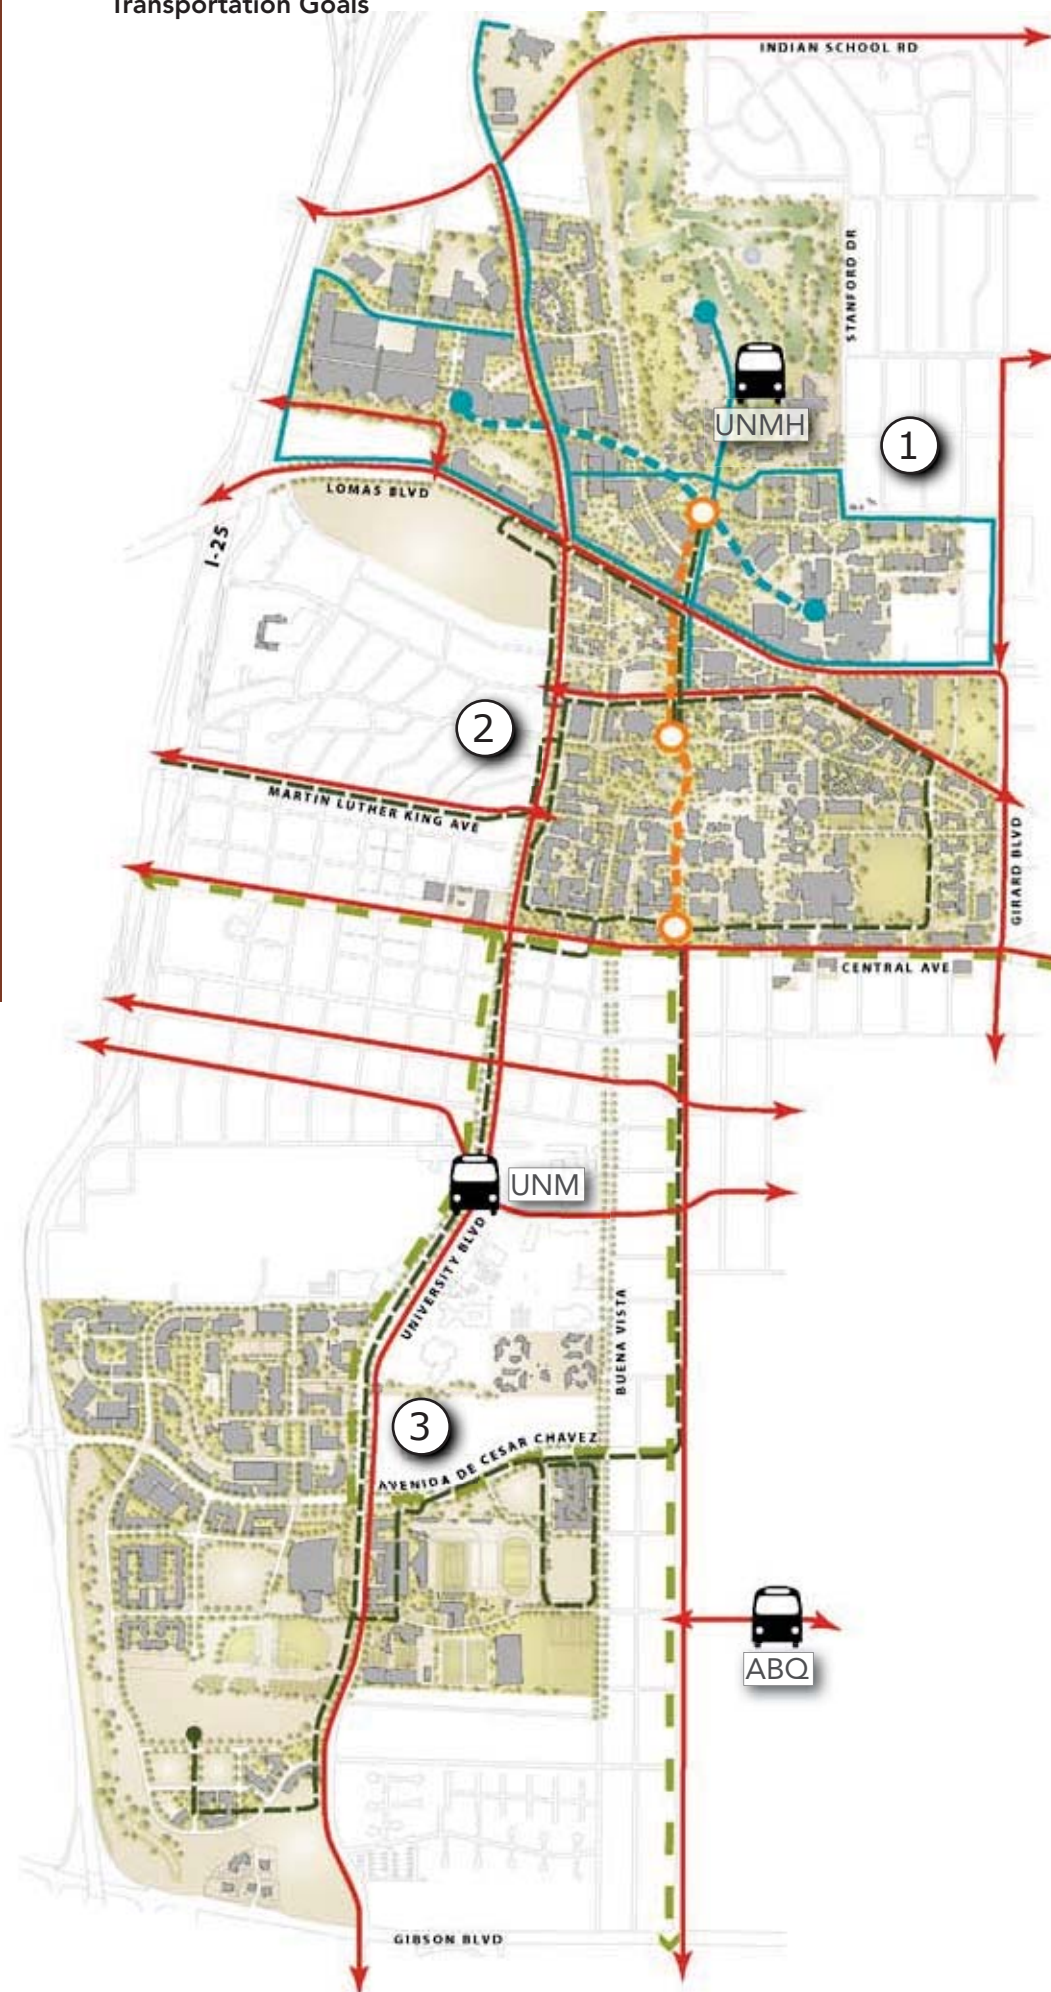 Transportation Goals
INDIAN SCHOOL RD
STANFORD DR
UNMH
1
LOMAS BLVD
I-25
2
MARTIN LUTHER KING AVE
GIRARD BLVD
CENTRAL AVE
UNM
UNIVERSITY BLVD
BUENA VISTA
3
AVENIDA DE CESAR CHAVEZ
ABQ
GIBSON BLVD